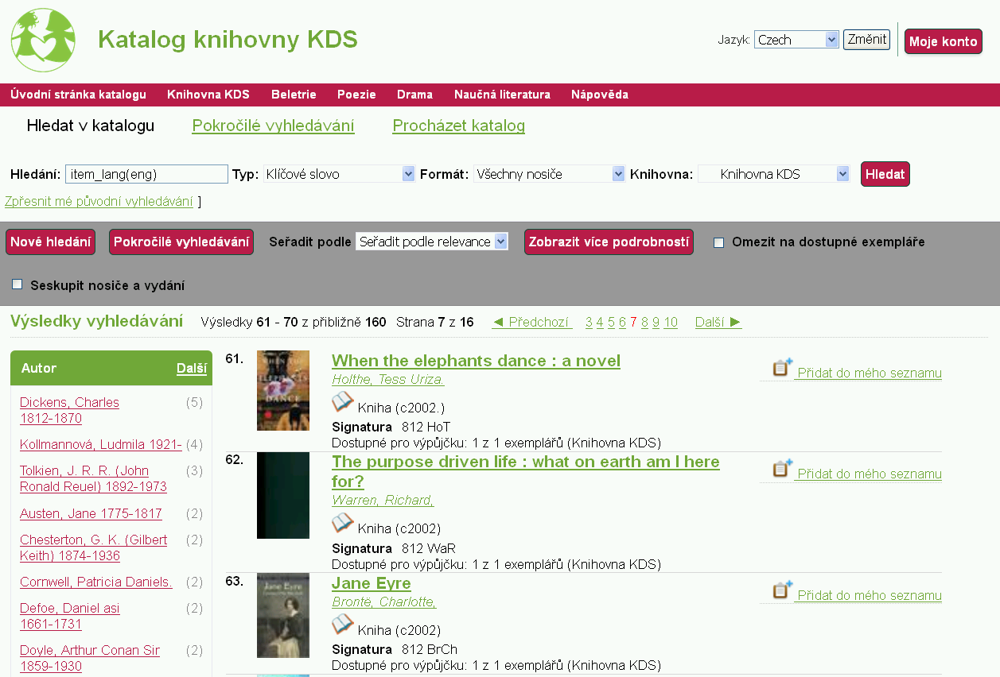 Katalog knihovny KDS
Jazyk: Czech Změnit Moje konto
Úvodní stránka katalogu Knihovna KDS Beletrie Poezie Drama Naučná literatura Nápověda
Hledat v katalogu Pokročilé vyhledávání Procházet katalog
Hledání: item_lang(eng) Typ: Klíčové slovo Formát: Všechny nosiče Knihovna: Knihovna KDS Hledat
Zpřesnit mé původní vyhledávání ]
Nové hledání Pokročilé vyhledávání Seřadit podle Seřadit podle relevance Zobrazit více podrobností Omezit na dostupné exempláře
Seskupit nosiče a vydání
Výsledky vyhledávání Výsledky 61 - 70 z přibližně 160 Strana 7 z 16 ◄ Předchozí 3 4 5 6 7 8 9 10 Další ►
Autor Další
Dickens, Charles (5)
1812-1870
Kollmannová, Ludmila 1921- (4)
Tolkien, J. R. R. (John (3)
Ronald Reuel) 1892-1973
Austen, Jane 1775-1817 (2)
Chesterton, G. K. (Gilbert (2)
Keith) 1874-1936
Cornwell, Patricia Daniels. (2)
Defoe, Daniel asi (2)
1661-1731
Doyle, Arthur Conan Sir (2)
1859-1930
61. When the elephants dance : a novel
Holthe, Tess Uriza.
Kniha (c2002.)
Signatura 812 HoT
Dostupné pro výpůjčku: 1 z 1 exemplářů (Knihovna KDS)
Přidat do mého seznamu
62. The purpose driven life : what on earth am I here
for?
Warren, Richard,
Kniha (c2002)
Signatura 812 WaR
Dostupné pro výpůjčku: 1 z 1 exemplářů (Knihovna KDS)
Přidat do mého seznamu
63. Jane Eyre
Brontë, Charlotte,
Kniha (c2002)
Signatura 812 BrCh
Dostupné pro výpůjčku: 1 z 1 exemplářů (Knihovna KDS)
Přidat do mého seznamu
ELEPHANTS
DANCE
Jane Eyre